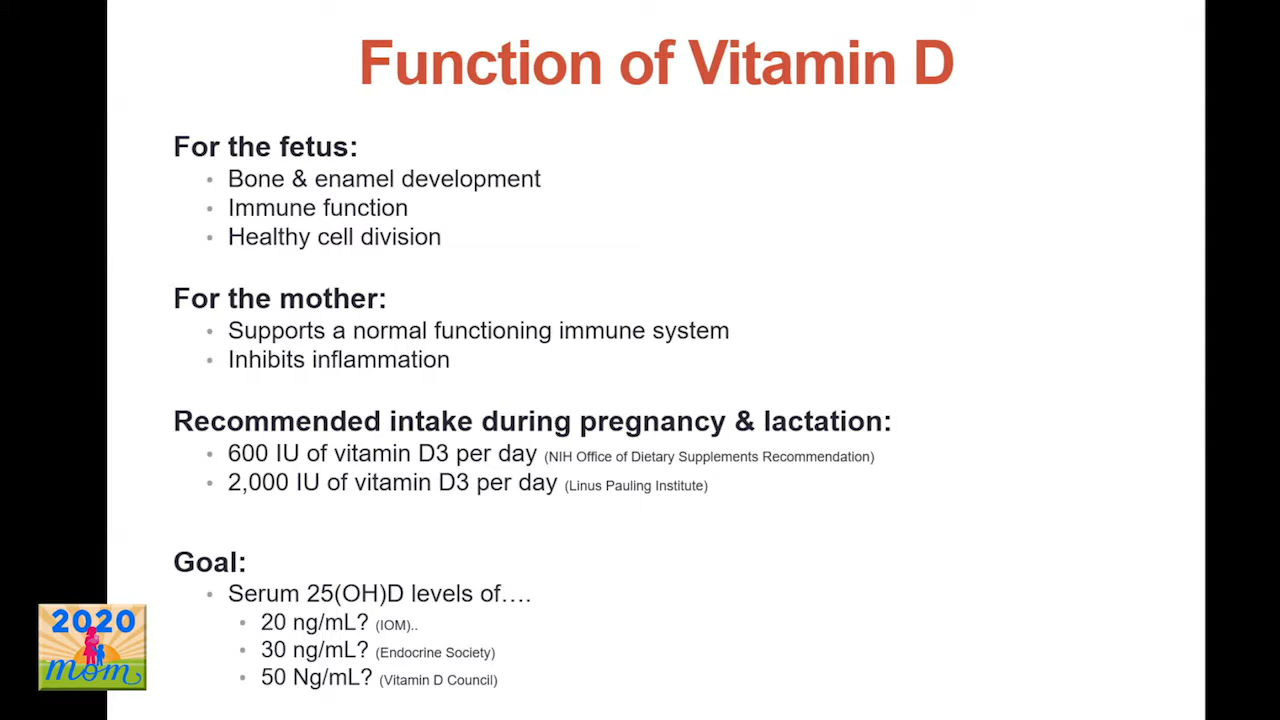 Function of Vitamin D
For the fetus:
• Bone & enamel development
• Immune function
• Healthy cell division
For the mother:
• Supports a normal functioning immune system
• Inhibits inflammation
Recommended intake during pregnancy & lactation:
• 600 IU of vitamin D3 per day (NIH Office of Dietary Supplements Recommendation)
• 2,000 IU of vitamin D3 per day (Linus Pauling Institute)
Goal:
• Serum 25(OH)D levels of….
• 20 ng/mL? (IOM)..
• 30 ng/mL? (Endocrine Society)
• 50 Ng/mL? (Vitamin D Council)
2020
mom